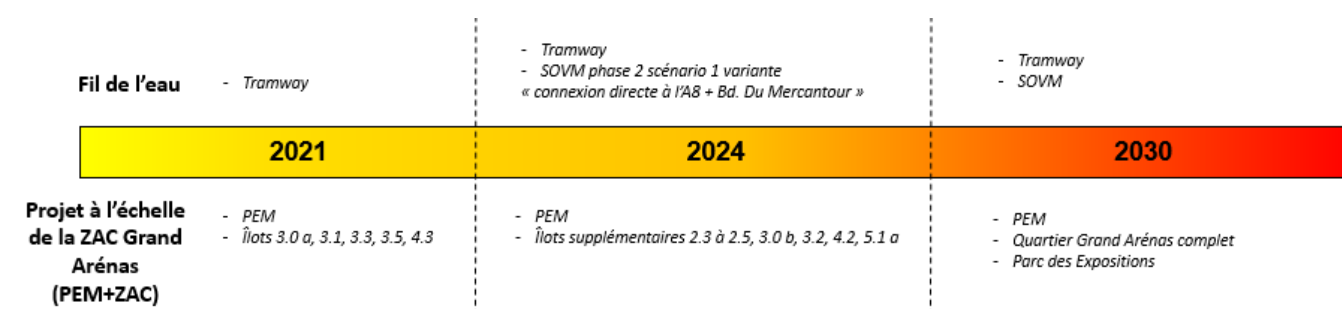 Fil de l'eau
- Tramway
- Tramway
- SOVM phase 2 scénario 1 variante
« connexion directe à l'A8 + Bd. Du Mercantour »
- Tramway
- SOVM
2021
2024
2030
Projet à l'échelle
de la ZAC Grand
Arénas
(PEM+ZAC)
- PEM
- Îlots 3.0 a, 3.1, 3.3, 3.5, 4.3
- PEM
- Îlots supplémentaires 2.3 à 2.5, 3.0 b, 3.2, 4.2, 5.1 a
- PEM
- Quartier Grand Arénas complet
- Parc des Expositions